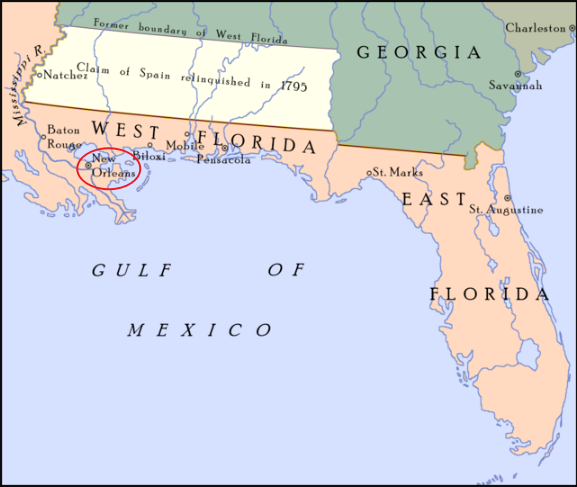 Former boundary of West Florida
Charleston
GEORGIA
Mississippi R.
Natchez
Claim of Spain relinquished in 1795
Savannah
Baton
Rouge
WEST FLORIDA
Mobile
Biloxi
Pensacola
New
Orleans
St. Marks
EAST
St. Augustine
FLORIDA
GULF OF
MEXICO